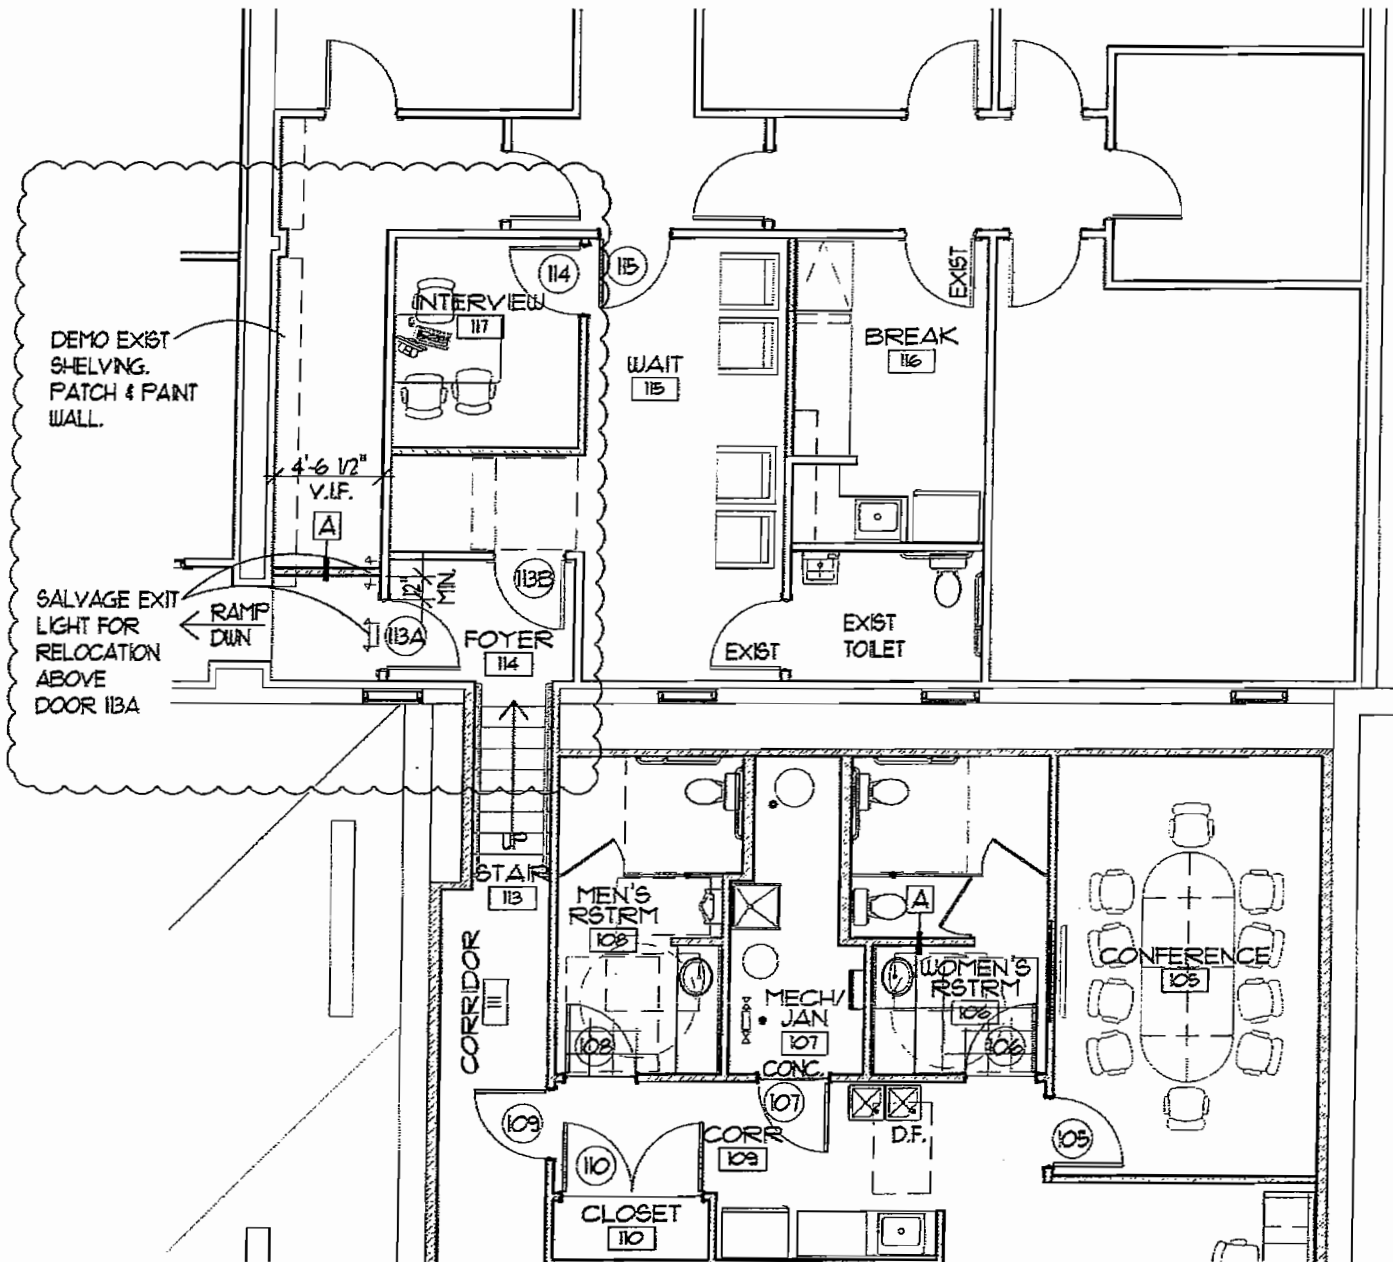 114
115
EXIST
INTERVIEW
117
DEMO EXIST
SHELVING.
PATCH & PAINT
WALL.
BREAK
116
WAIT
115
4'-6 1/2"
V.I.F.
A
12"
MIN.
113B
SALVAGE EXIT
LIGHT FOR
RELOCATION
ABOVE
DOOR 113A
RAMP
DWN
113A
FOYER
114
EXIST
EXIST
TOILET
STAIR
113
MEN'S
RSTRM
108
A
CORRIDOR
111
WOMEN'S
RSTRM
106
CONFERENCE
105
MECH/
JAN
107
CONC.
108
106
109
107
110
CORR
109
D.F.
105
CLOSET
110